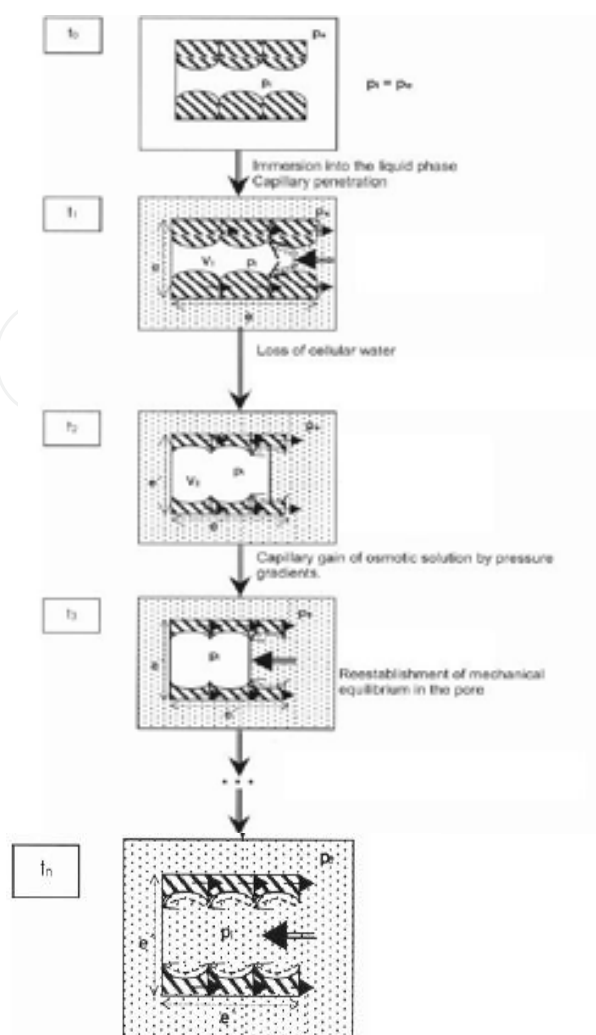 t₀
pₑ
pᵢ
pᵢ = pₑ
Immersion into the liquid phase
Capillary penetration
t₁
pₑ
V₁ pᵢ
e
e
Loss of cellular water
t₂
pₑ
pᵢ
V₂
e'
e'
Capillary gain of osmotic solution by pressure
gradients.
t₃
pₑ
pᵢ
Reestablishment of mechanical
equilibrium in the pore
• • •
tₙ
pₑ
pᵢ
e'
e'